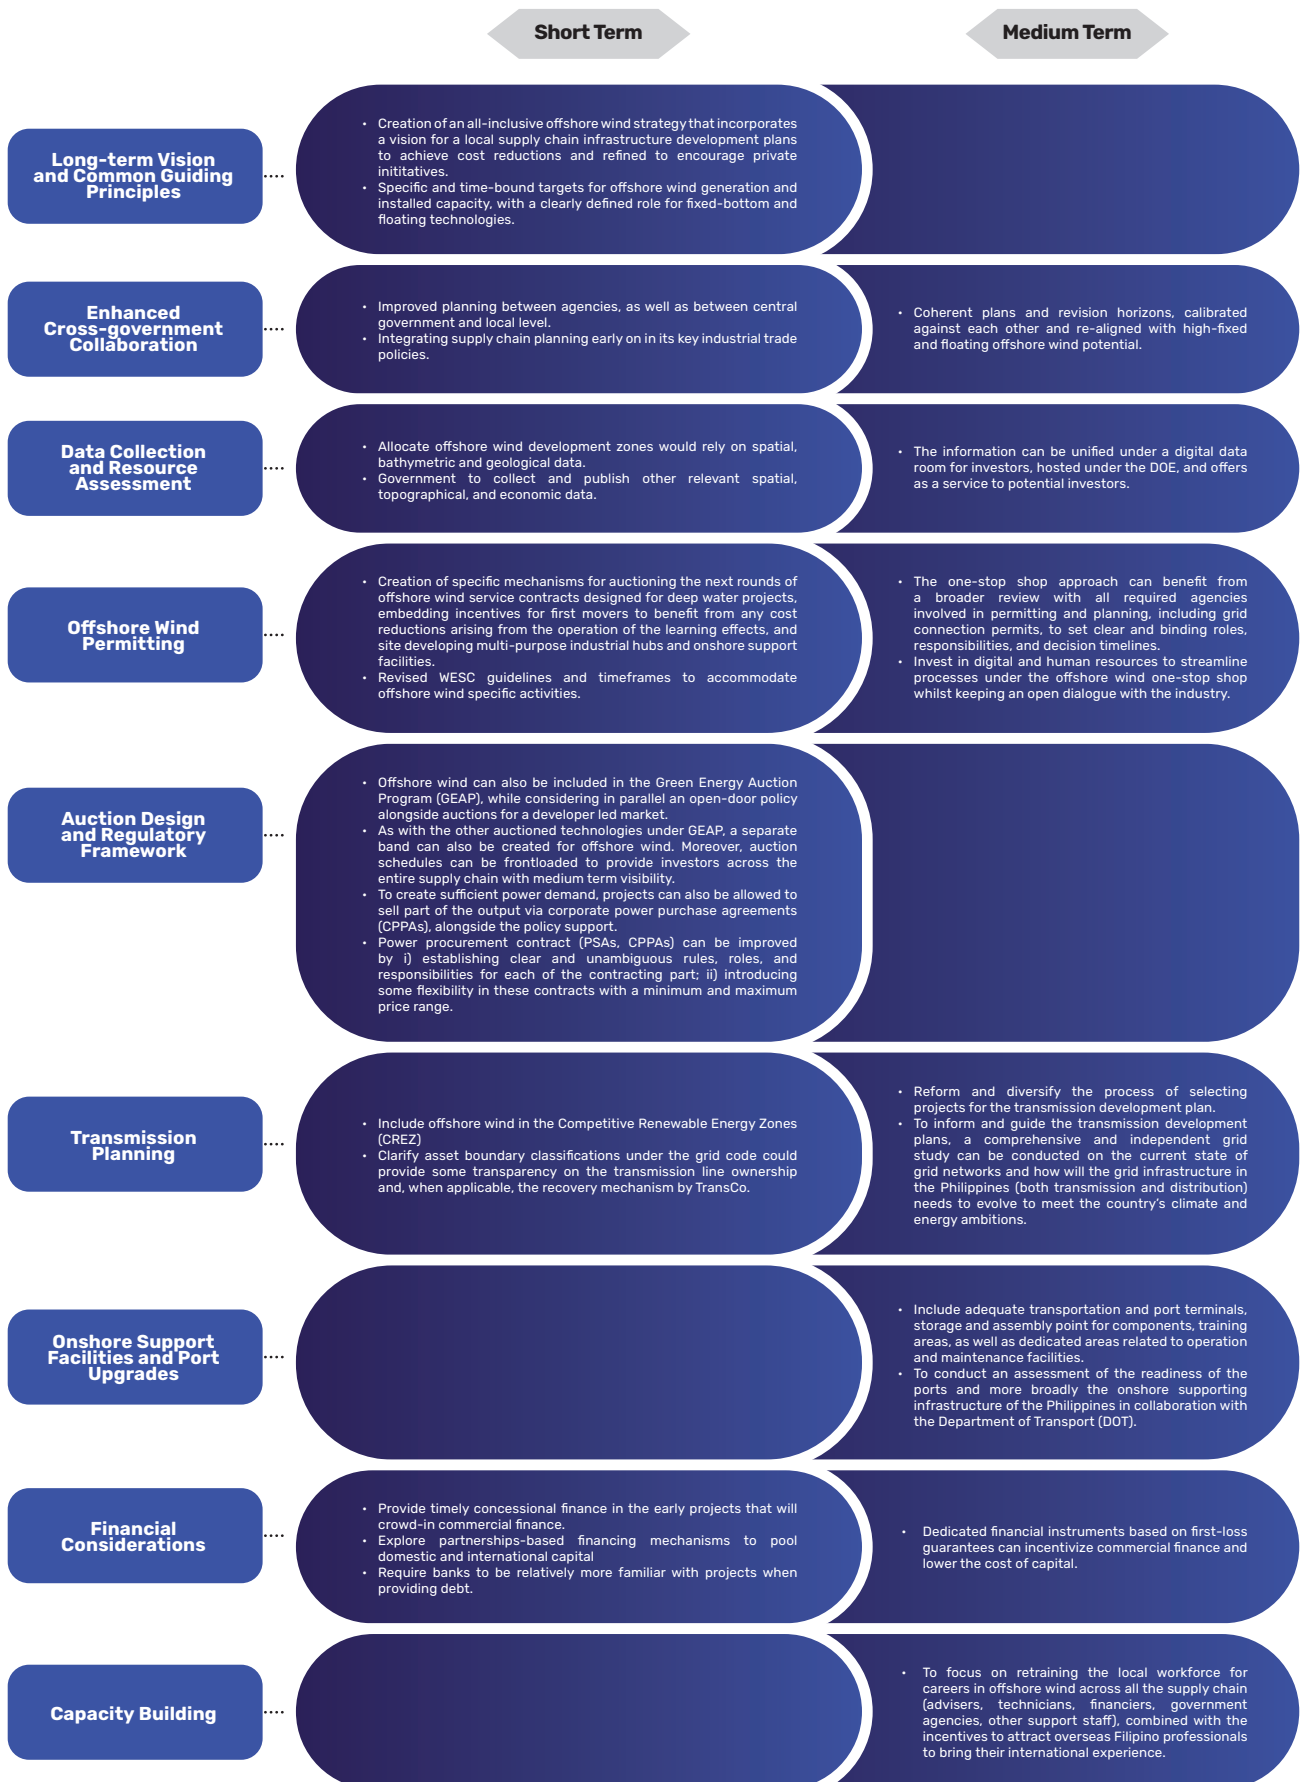 Short Term
Medium Term
Long-term Vision
and Common Guiding
Principles
• Creation of an all-inclusive offshore wind strategy that incorporates
a vision for a local supply chain infrastructure development plans
to achieve cost reductions and refined to encourage private
inititatives.
• Specific and time-bound targets for offshore wind generation and
installed capacity, with a clearly defined role for fixed-bottom and
floating technologies.
Enhanced
Cross-government
Collaboration
• Improved planning between agencies, as well as between central
government and local level.
• Integrating supply chain planning early on in its key industrial trade
policies.
• Coherent plans and revision horizons, calibrated
against each other and re-aligned with high-fixed
and floating offshore wind potential.
Data Collection
and Resource
Assessment
• Allocate offshore wind development zones would rely on spatial,
bathymetric and geological data.
• Government to collect and publish other relevant spatial,
topographical, and economic data.
• The information can be unified under a digital data
room for investors, hosted under the DOE, and offers
as a service to potential investors.
Offshore Wind
Permitting
• Creation of specific mechanisms for auctioning the next rounds of
offshore wind service contracts designed for deep water projects,
embedding incentives for first movers to benefit from any cost
reductions arising from the operation of the learning effects, and
site developing multi-purpose industrial hubs and onshore support
facilities.
• Revised WESC guidelines and timeframes to accommodate
offshore wind specific activities.
• The one-stop shop approach can benefit from
a broader review with all required agencies
involved in permitting and planning, including grid
connection permits, to set clear and binding roles,
responsibilities, and decision timelines.
• Invest in digital and human resources to streamline
processes under the offshore wind one-stop shop
whilst keeping an open dialogue with the industry.
Auction Design
and Regulatory
Framework
• Offshore wind can also be included in the Green Energy Auction
Program (GEAP), while considering in parallel an open-door policy
alongside auctions for a developer led market.
• As with the other auctioned technologies under GEAP, a separate
band can also be created for offshore wind. Moreover, auction
schedules can be frontloaded to provide investors across the
entire supply chain with medium term visibility.
• To create sufficient power demand, projects can also be allowed to
sell part of the output via corporate power purchase agreements
(CPPAs), alongside the policy support.
• Power procurement contract (PSAs, CPPAs) can be improved
by i) establishing clear and unambiguous rules, roles, and
responsibilities for each of the contracting part; ii) introducing
some flexibility in these contracts with a minimum and maximum
price range.
Transmission
Planning
• Include offshore wind in the Competitive Renewable Energy Zones
(CREZ)
• Clarify asset boundary classifications under the grid code could
provide some transparency on the transmission line ownership
and, when applicable, the recovery mechanism by TransCo.
• Reform and diversify the process of selecting
projects for the transmission development plan.
• To inform and guide the transmission development
plans, a comprehensive and independent grid
study can be conducted on the current state of
grid networks and how will the grid infrastructure in
the Philippines (both transmission and distribution)
needs to evolve to meet the country's climate and
energy ambitions.
Onshore Support
Facilities and Port
Upgrades
• Include adequate transportation and port terminals,
storage and assembly point for components, training
areas, as well as dedicated areas related to operation
and maintenance facilities.
• To conduct an assessment of the readiness of the
ports and more broadly the onshore supporting
infrastructure of the Philippines in collaboration with
the Department of Transport (DOT).
Financial
Considerations
• Provide timely concessional finance in the early projects that will
crowd-in commercial finance.
• Explore partnerships-based financing mechanisms to pool
domestic and international capital
• Require banks to be relatively more familiar with projects when
providing debt.
• Dedicated financial instruments based on first-loss
guarantees can incentivize commercial finance and
lower the cost of capital.
Capacity Building
• To focus on retraining the local workforce for
careers in offshore wind across all the supply chain
(advisers, technicians, financiers, government
agencies, other support staff), combined with the
incentives to attract overseas Filipino professionals
to bring their international experience.